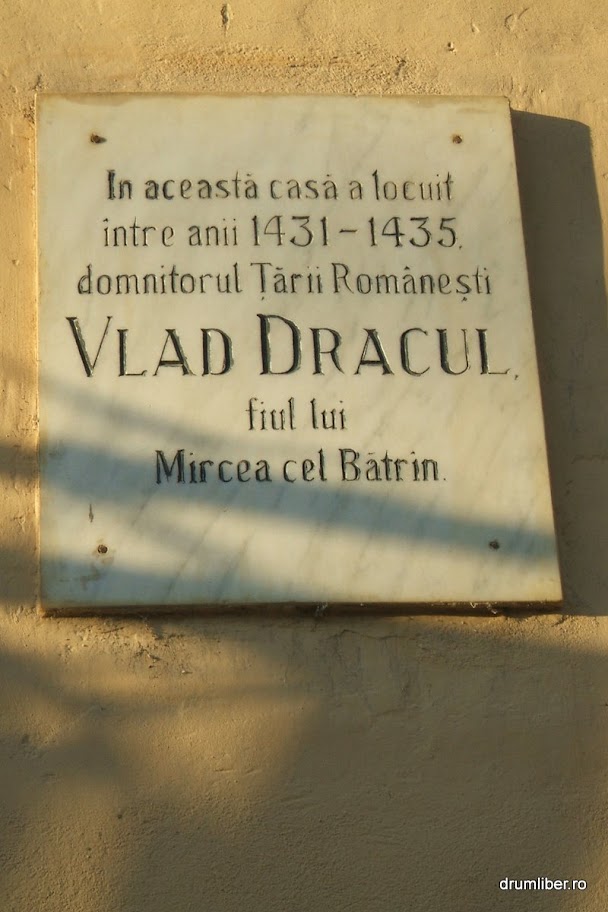 In această casă a locuit
între anii 1431-1435,
domnitorul Țării Românești
VLAD DRACUL,
fiul lui
Mircea cel Bătrîn.
drumliber.ro